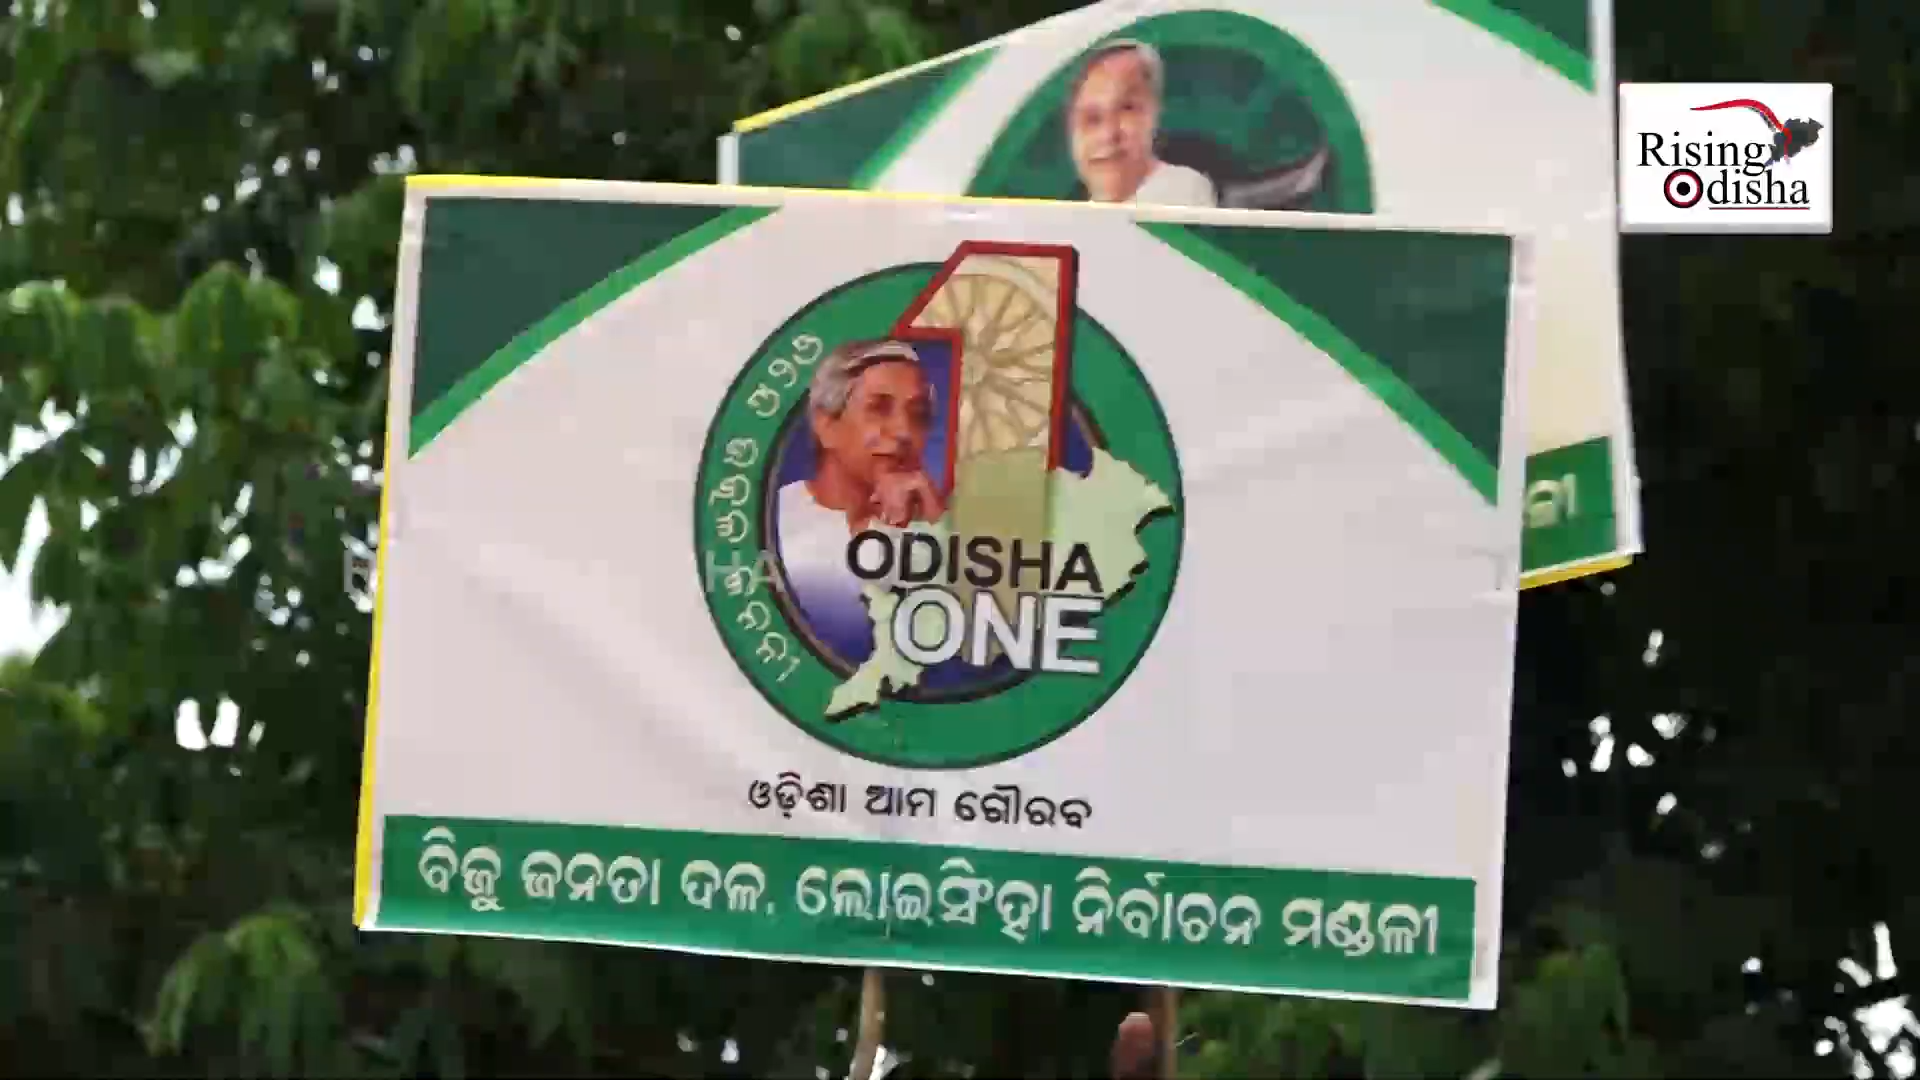 Rising
Odisha
ODISHA
ONE
ଓଡ଼ିଶା ଆମ ଗୌରବ
ବିଜୁ ଜନତା ଦଳ, ଲୋଇସିଂହା ନିର୍ବାଚନ ମଣ୍ଡଳୀ